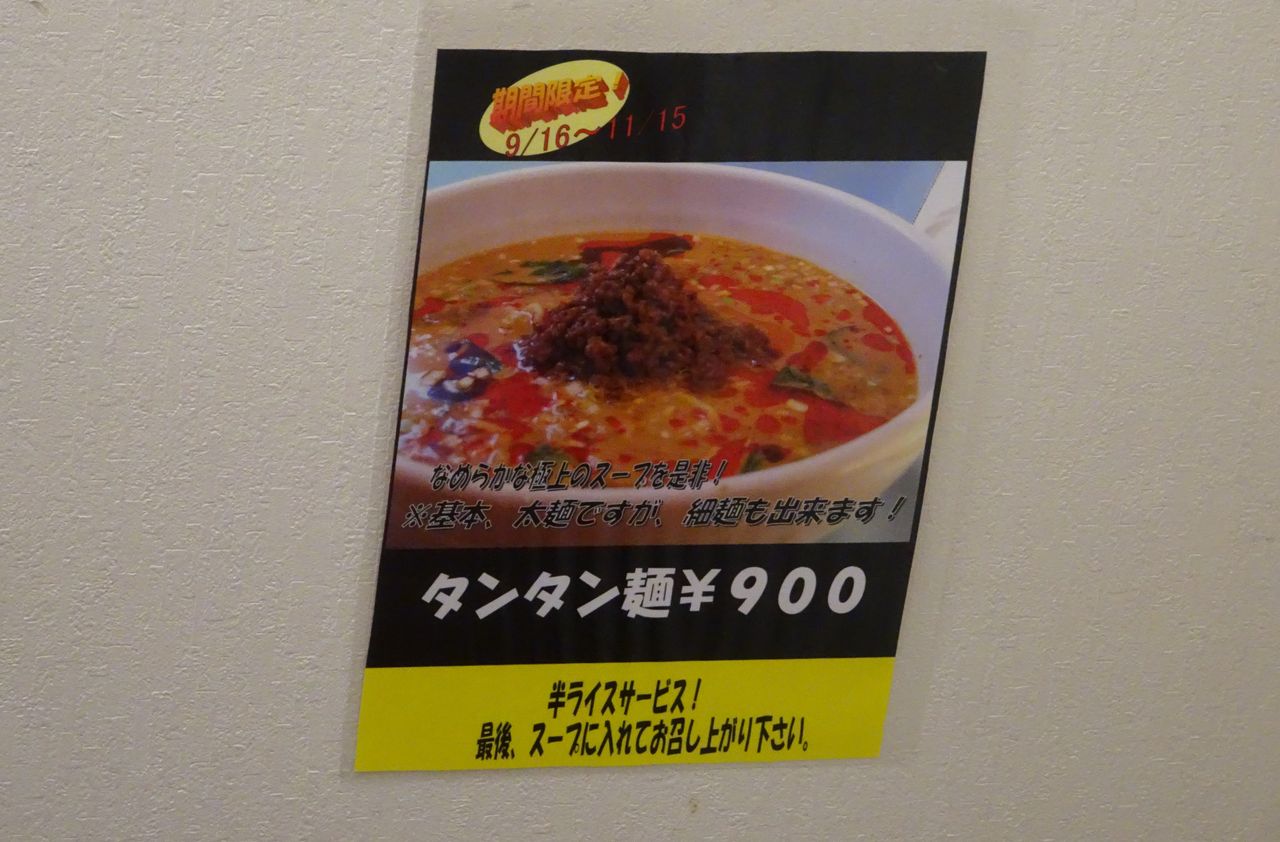 期間限定!
9/16～11/15
なめらかな極上のスープを是非!
※基本、太麺ですが、細麺も出来ます!
タンタン麺¥900
半ライスサービス!
最後、スープに入れてお召し上がり下さい。